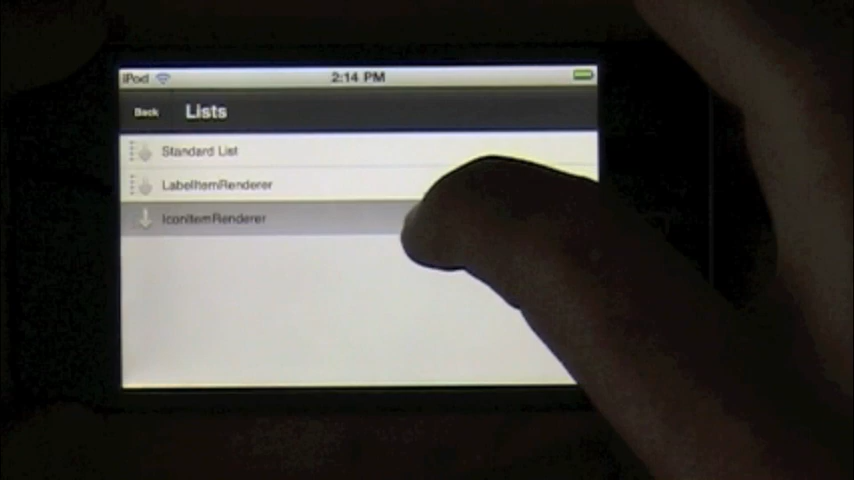 iPod 2:14 PM
Back Lists
Standard List
LabelItemRenderer
IconItemRenderer